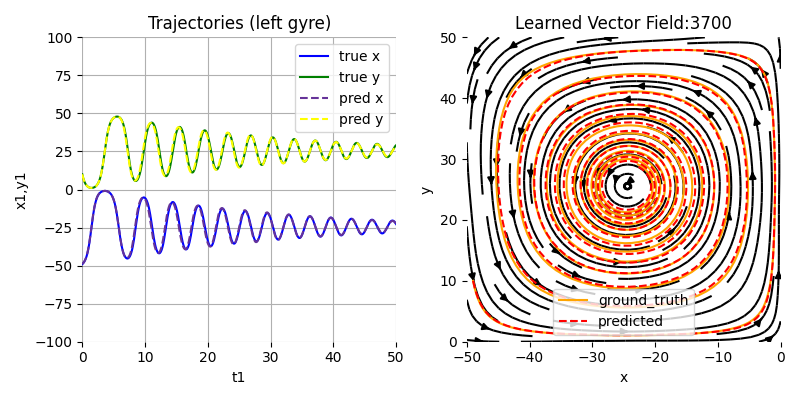 Trajectories (left gyre)
100
75
50
25
0
−25
−50
−75
−100
x1,y1
0
10
20
30
40
50
t1
true x
true y
pred x
pred y
Learned Vector Field:3700
50
40
30
20
10
0
y
−50
−40
−30
−20
−10
0
x
ground_truth
predicted